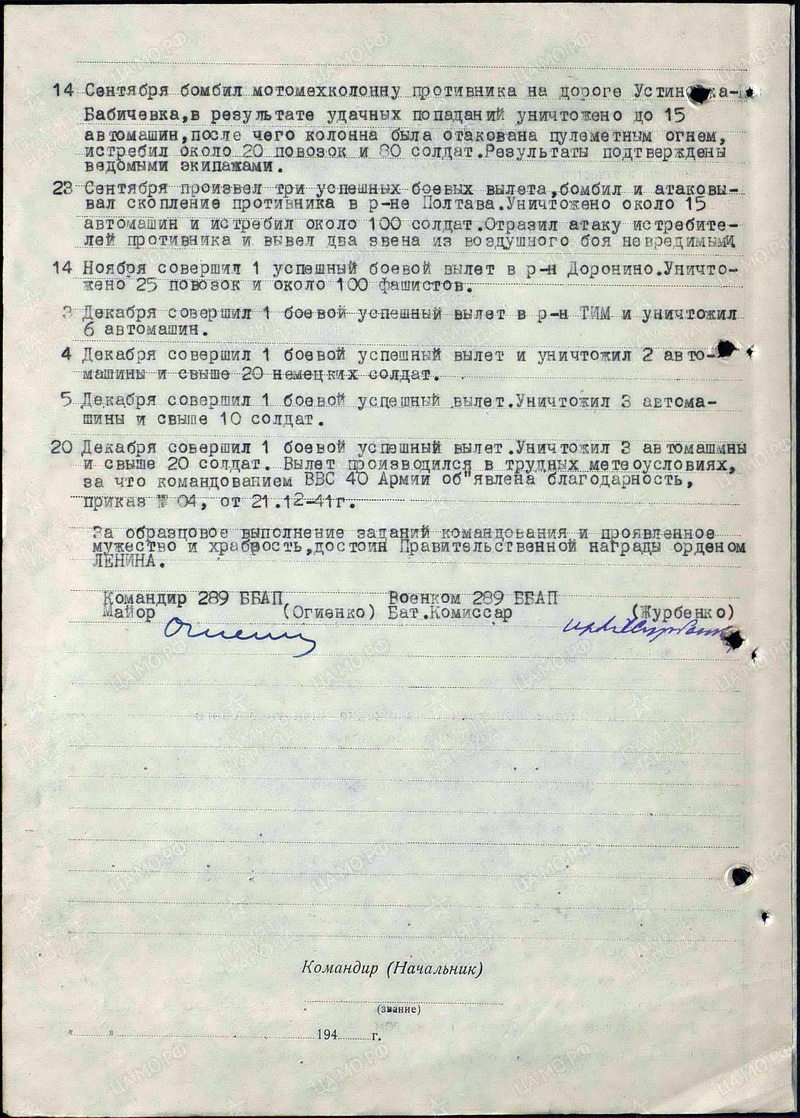 14 Сентября бомбил мотомехколонну противника на дороге
Бабичевка,в результате удачных попаданий уничтожено до 15
автомашин,после чего колонна была отакована пулеметным огнем,
истребил около 20 повозок и 80 солдат.Результаты подтверждены
ведомыми экипажами.
23 Сентября произвел три успешных боевых вылета,бомбил и атаковы-
вал скопление противника в р-не Полтава.Уничтожено около 15
автомашин и истребил около 100 солдат.Отразил атаку истребите-
лей противника и вывел два звена из воздушного боя невредимыми
14 Ноября совершил 1 успешный боевой вылет в р-н Доронино.Уничто-
жено 25 повозок и около 100 фашистов.
3 Декабря совершил 1 боевой успешный вылет в р-н ТИМ и уничтожил
6 автомашин.
4 Декабря совершил 1 боевой успешный вылет и уничтожил 2 авто-
машины и свыше 20 немецких солдат.
5 Декабря совершил 1 боевой успешный вылет.Уничтожил 3 автома-
шины и свыше 10 солдат.
20 Декабря совершил 1 боевой успешный вылет.Уничтожил 3 автомашины
и свыше 20 солдат. Вылет производился в трудных метеоусловиях,
за что командованием ВВС 40 Армии об"явлена благодарность,
приказ № 04, от 21.12-41г.
За образцовое выполнение заданий командования и проявленное
мужество и храбрость,достоин Правительственной награды орденом
ЛЕНИНА.
Командир 289 ББАП Военком 289 ББАП
Майор (Огиенко) Бат.Комиссар (Журбенко)
Командир (Начальник)
(звание)
" " 194 г.